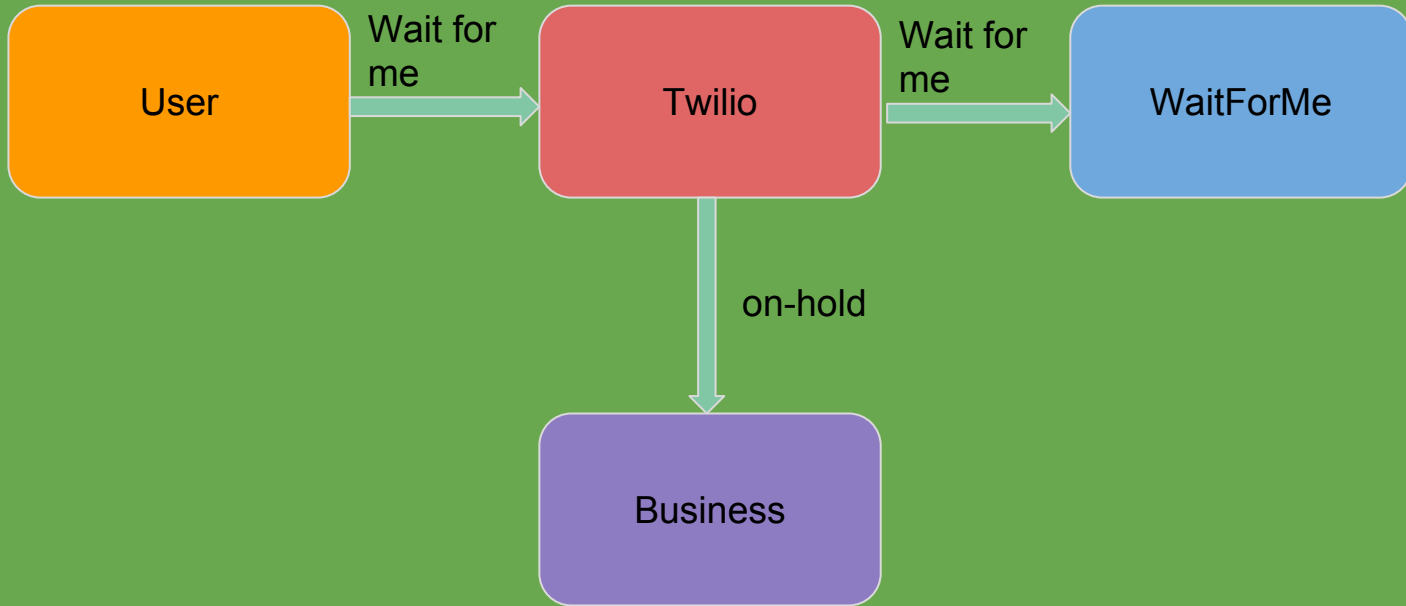 User
Wait for
me
Twilio
Wait for
me
WaitForMe
on-hold
Business